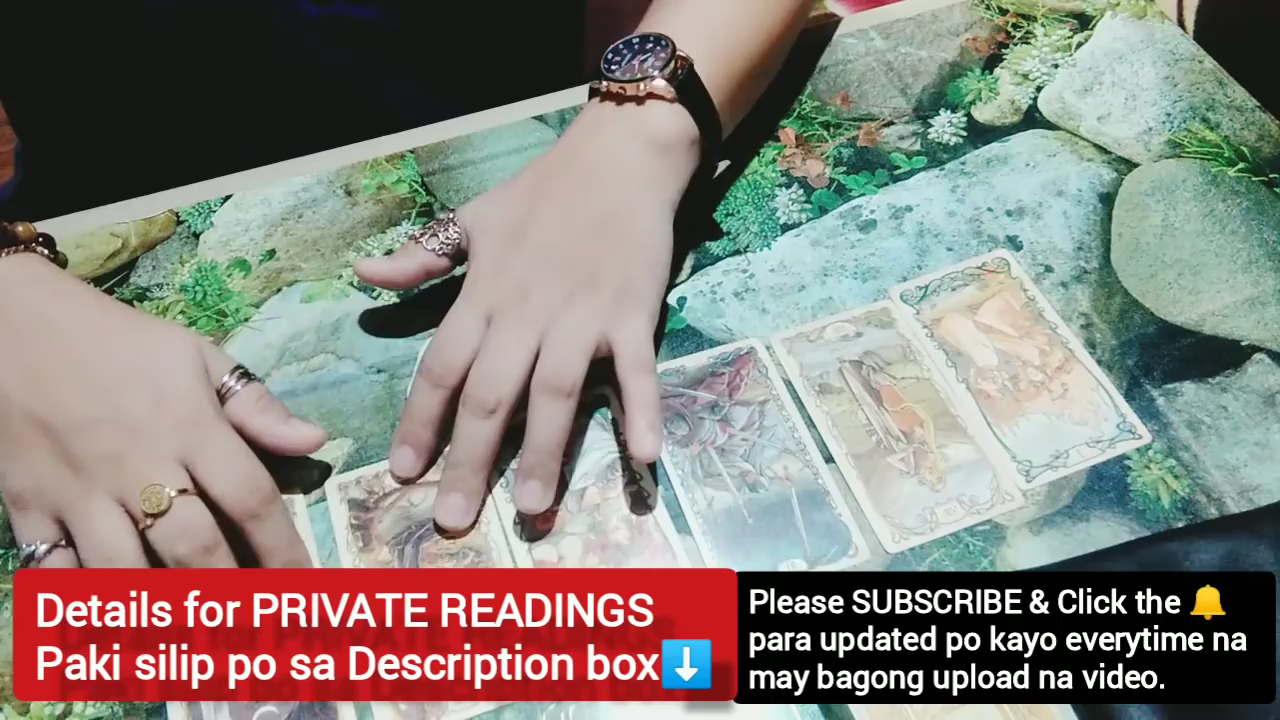 Details for PRIVATE READINGS
Paki silip po sa Description box⬇️
Please SUBSCRIBE & Click the 🔔
para updated po kayo everytime na
may bagong upload na video.